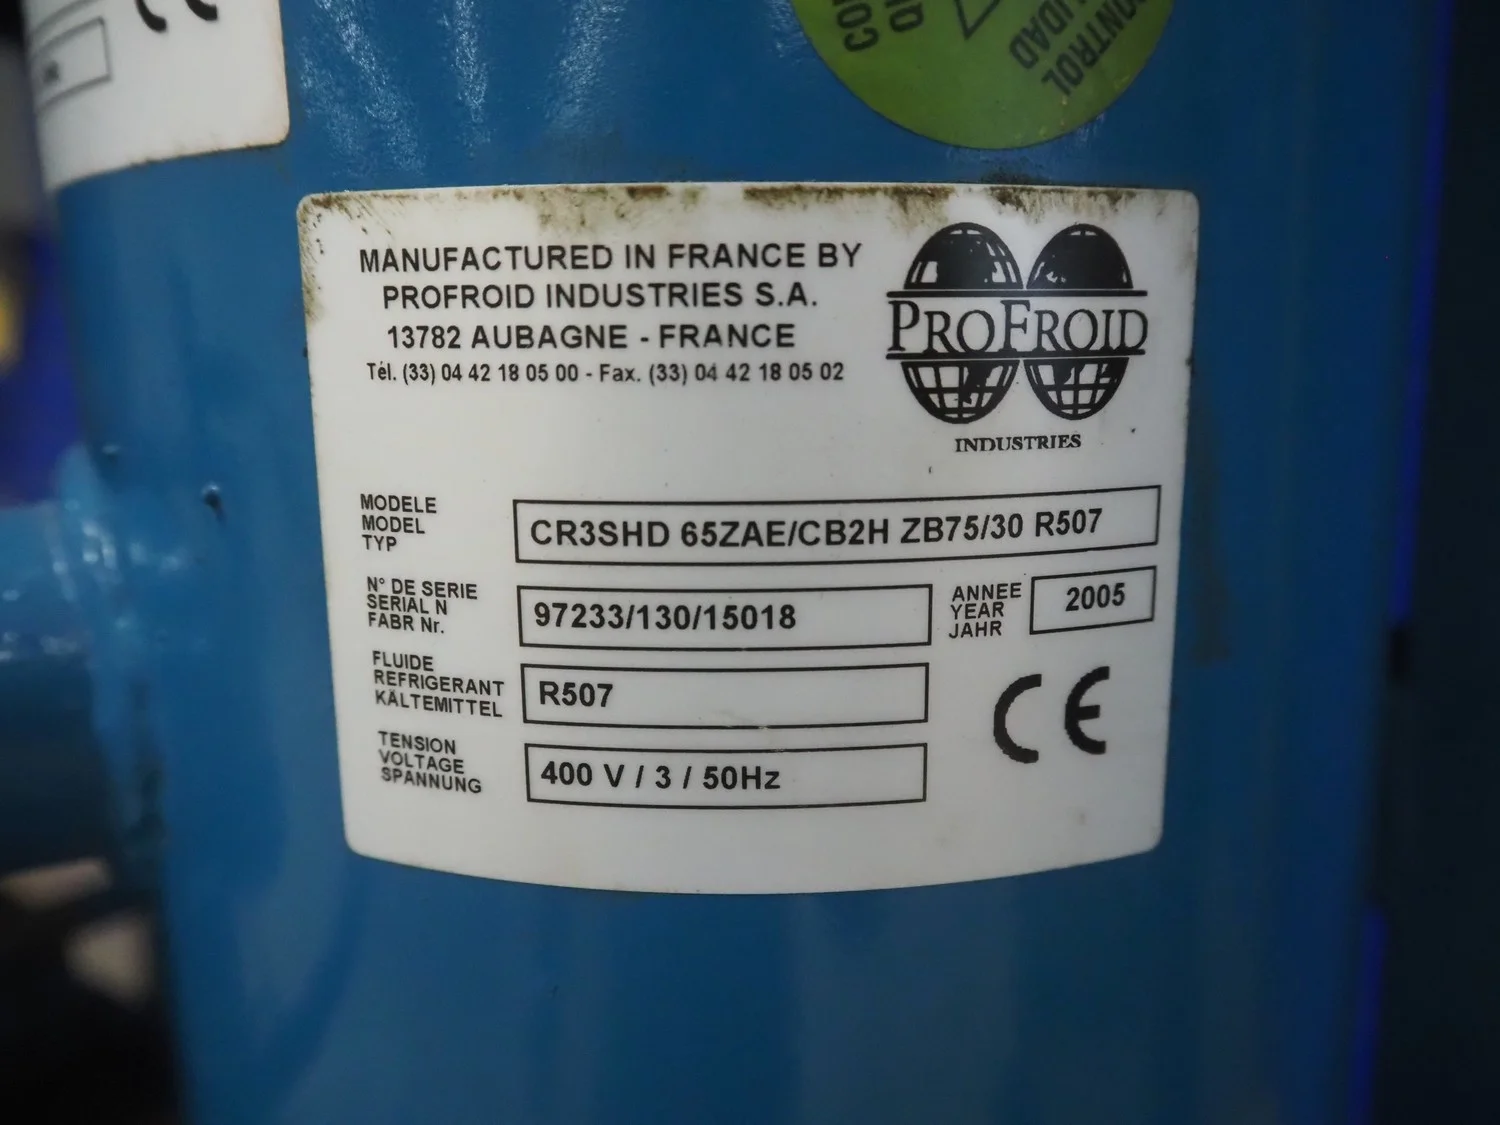 CONTROL
LIDAD
MANUFACTURED IN FRANCE BY
PROFROID INDUSTRIES S.A.
13782 AUBAGNE - FRANCE
Tél. (33) 04 42 18 05 00 - Fax. (33) 04 42 18 05 02
PROFROID
INDUSTRIES
MODELE
MODEL
TYP
CR3SHD 65ZAE/CB2H ZB75/30 R507
N° DE SERIE
SERIAL N
FABR Nr.
97233/130/15018
ANNEE
YEAR
JAHR
2005
FLUIDE
REFRIGERANT
KÄLTEMITTEL
R507
TENSION
VOLTAGE
SPANNUNG
400 V / 3 / 50Hz
CE